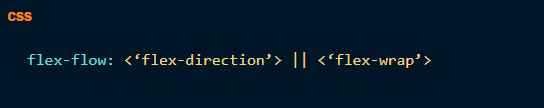 CSS
flex-flow: <‘flex-direction’> || <‘flex-wrap’>